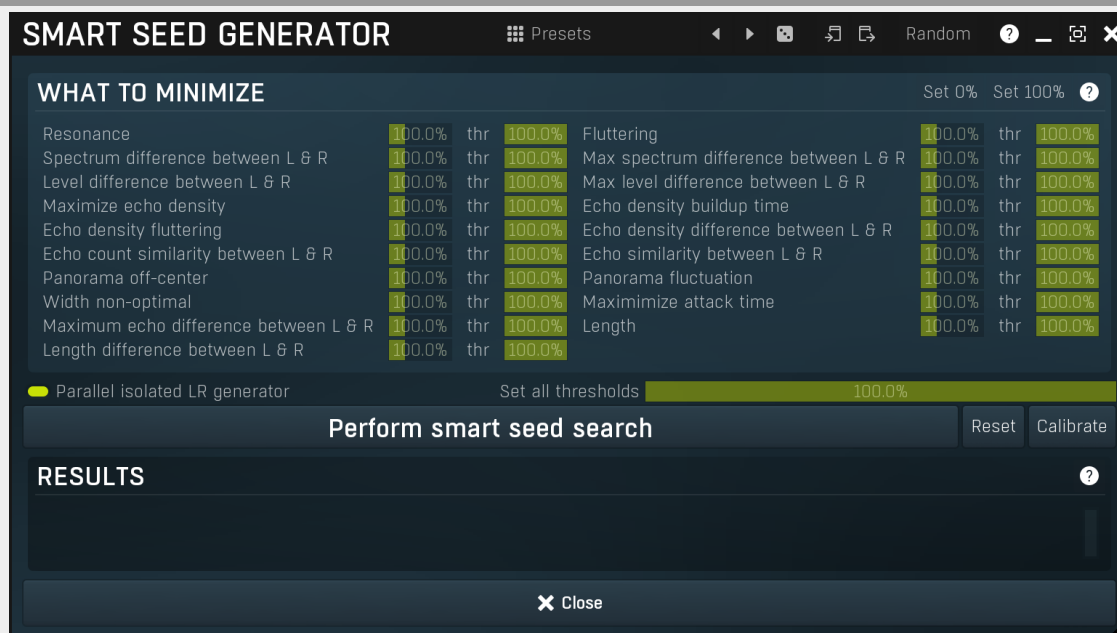 SMART SEED GENERATOR Presets Random ?
WHAT TO MINIMIZE Set 0% Set 100% ?
Resonance 100.0% thr 100.0% Fluttering 100.0% thr 100.0%
Spectrum difference between L & R 100.0% thr 100.0% Max spectrum difference between L & R 100.0% thr 100.0%
Level difference between L & R 100.0% thr 100.0% Max level difference between L & R 100.0% thr 100.0%
Maximize echo density 100.0% thr 100.0% Echo density buildup time 100.0% thr 100.0%
Echo density fluttering 100.0% thr 100.0% Echo density difference between L & R 100.0% thr 100.0%
Echo count similarity between L & R 100.0% thr 100.0% Echo similarity between L & R 100.0% thr 100.0%
Panorama off-center 100.0% thr 100.0% Panorama fluctuation 100.0% thr 100.0%
Width non-optimal 100.0% thr 100.0% Maximimize attack time 100.0% thr 100.0%
Maximum echo difference between L & R 100.0% thr 100.0% Length 100.0% thr 100.0%
Length difference between L & R 100.0% thr 100.0%
Parallel isolated LR generator Set all thresholds 100.0%
Perform smart seed search Reset Calibrate
RESULTS ?
Close